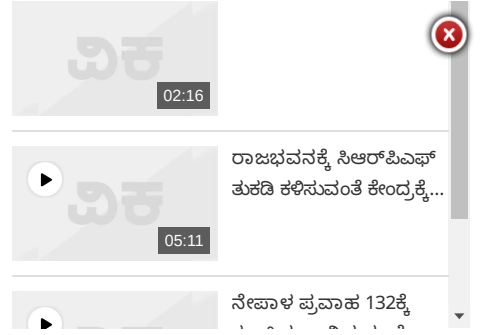 ವಿಕ
02:16
ರಾಜಭವನಕ್ಕೆ ಸಿಆರ್‌ಪಿಎಫ್
ತುಕಡಿ ಕಳಿಸುವಂತೆ ಕೇಂದ್ರಕ್ಕೆ...
ವಿಕ
05:11
ನೇಪಾಳ ಪ್ರವಾಹ 132ಕ್ಕೆ